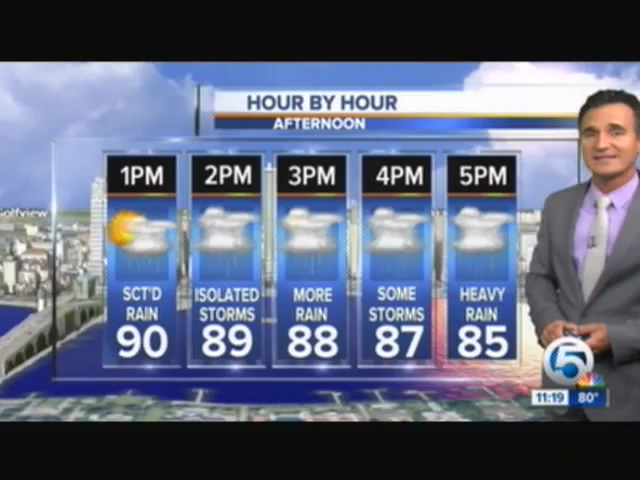 HOUR BY HOUR
AFTERNOON
1PM
2PM
3PM
4PM
5PM
Golfview
SCT'D
RAIN
90
ISOLATED
STORMS
89
MORE
RAIN
88
SOME
STORMS
87
HEAVY
RAIN
85
5
11:19 80°